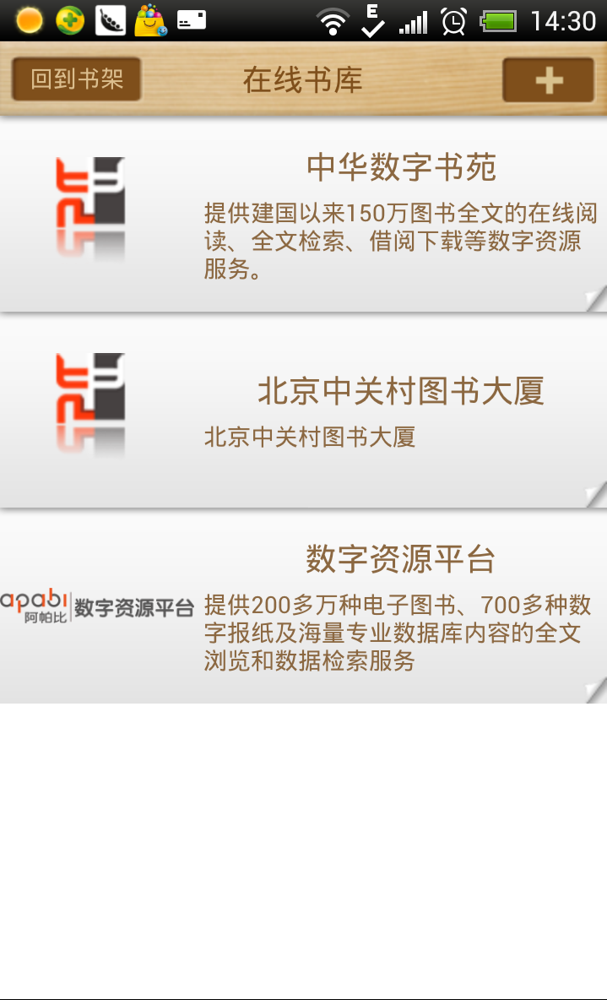 E
14:30
回到书架
在线书库
中华数字书苑
提供建国以来150万图书全文的在线阅
读、全文检索、借阅下载等数字资源
服务。
北京中关村图书大厦
北京中关村图书大厦
数字资源平台
apabi
阿帕比
数字资源平台
提供200多万种电子图书、700多种数
字报纸及海量专业数据库内容的全文
浏览和数据检索服务